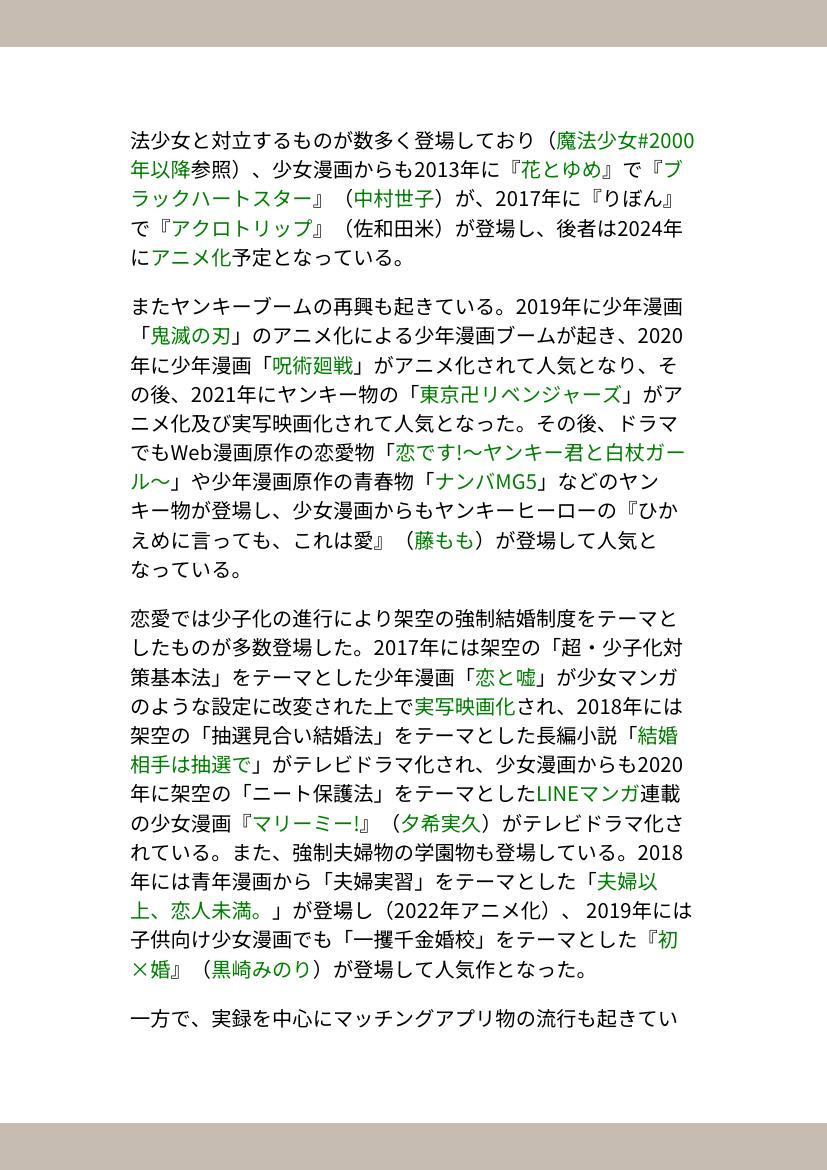 法少女と対立するものが数多く登場しており（魔法少女#2000
年以降参照）、少女漫画からも2013年に『花とゆめ』で『ブ
ラックハートスター』（中村世子）が、2017年に『りぼん』
で『アクロトリップ』（佐和田米）が登場し、後者は2024年
にアニメ化予定となっている。
またヤンキーブームの再興も起きている。2019年に少年漫画
「鬼滅の刃」のアニメ化による少年漫画ブームが起き、2020
年に少年漫画「呪術廻戦」がアニメ化されて人気となり、そ
の後、2021年にヤンキー物の「東京卍リベンジャーズ」がア
ニメ化及び実写映画化されて人気となった。その後、ドラマ
でもWeb漫画原作の恋愛物「恋です!〜ヤンキー君と白杖ガー
ル〜」や少年漫画原作の青春物「ナンバMG5」などのヤン
キー物が登場し、少女漫画からもヤンキーヒーローの『ひか
えめに言っても、これは愛』（藤もも）が登場して人気と
なっている。
恋愛では少子化の進行により架空の強制結婚制度をテーマと
したものが多数登場した。2017年には架空の「超・少子化対
策基本法」をテーマとした少年漫画「恋と嘘」が少女マンガ
のような設定に改変された上で実写映画化され、2018年には
架空の「抽選見合い結婚法」をテーマとした長編小説「結婚
相手は抽選で」がテレビドラマ化され、少女漫画からも2020
年に架空の「ニート保護法」をテーマとしたLINEマンガ連載
の少女漫画『マリーミー!』（夕希実久）がテレビドラマ化さ
れている。また、強制夫婦物の学園物も登場している。2018
年には青年漫画から「夫婦実習」をテーマとした「夫婦以
上、恋人未満。」が登場し（2022年アニメ化）、 2019年には
子供向け少女漫画でも「一攫千金婚校」をテーマとした『初
×婚』（黒崎みのり）が登場して人気作となった。
一方で、実録を中心にマッチングアプリ物の流行も起きてい